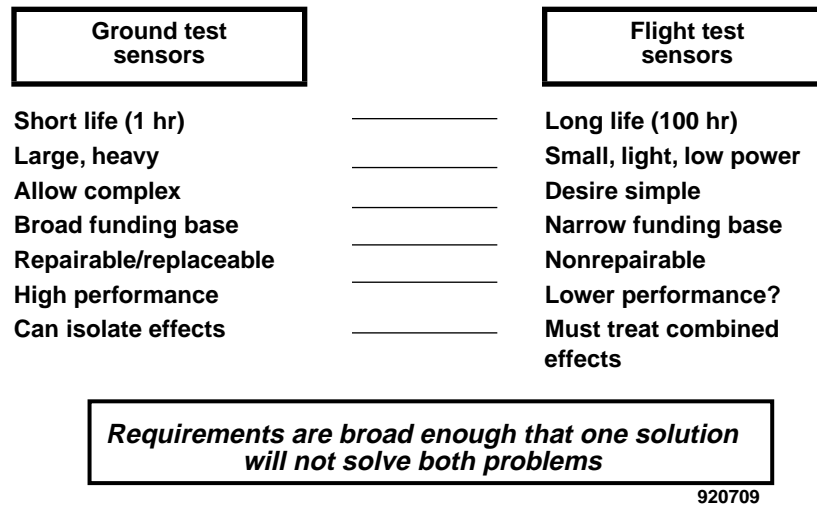 Ground test
sensors
Flight test
sensors
Short life (1 hr)
Long life (100 hr)
Large, heavy
Small, light, low power
Allow complex
Desire simple
Broad funding base
Narrow funding base
Repairable/replaceable
Nonrepairable
High performance
Lower performance?
Can isolate effects
Must treat combined
effects
Requirements are broad enough that one solution
will not solve both problems
920709